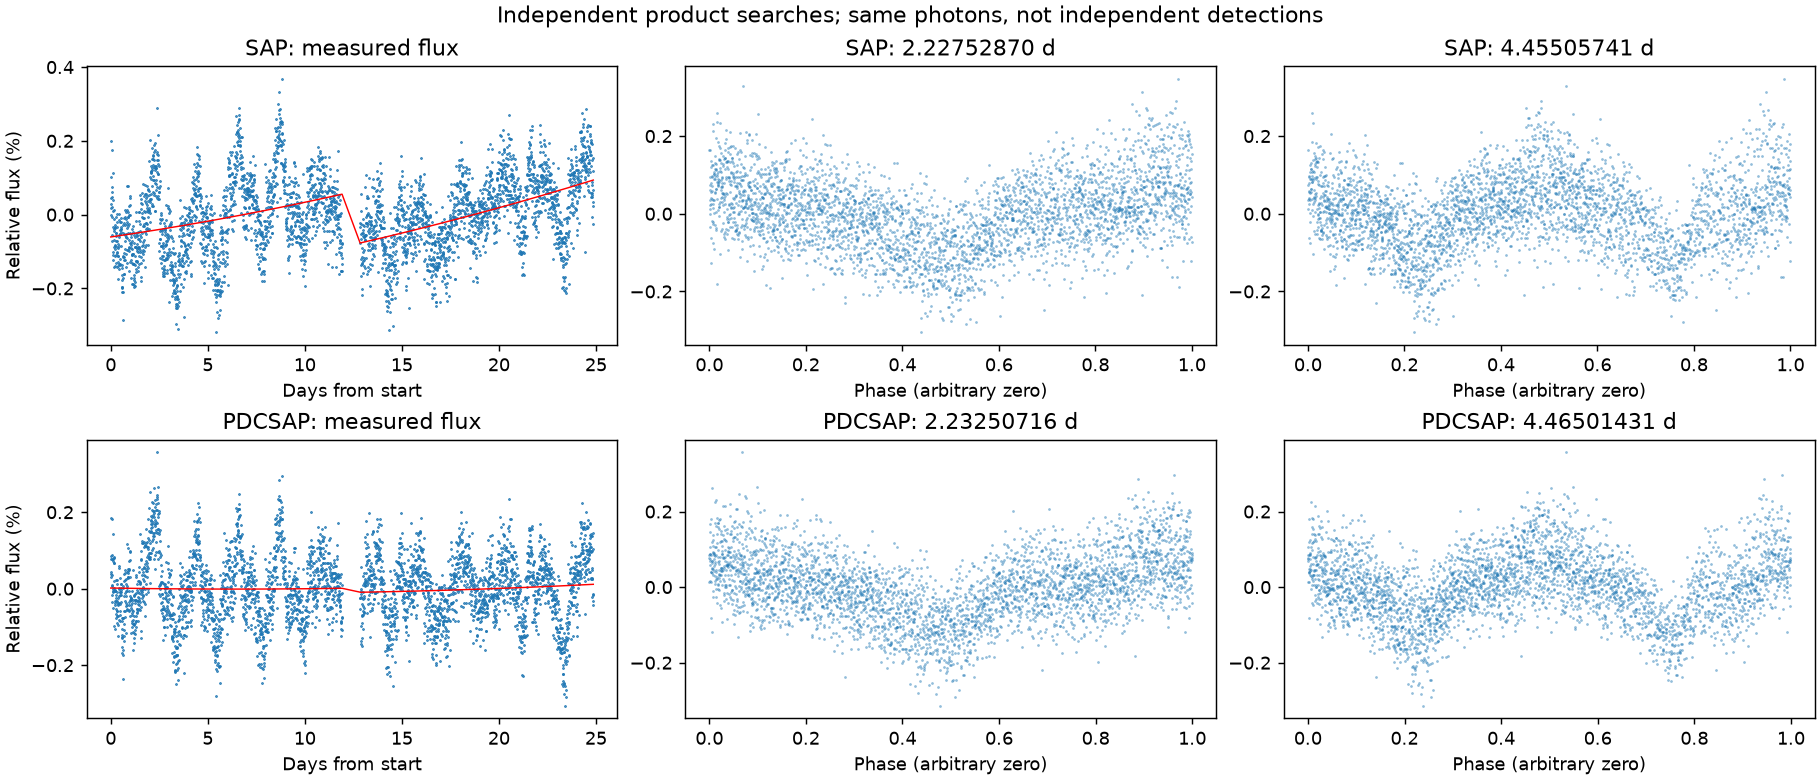 Independent product searches; same photons, not independent detections
SAP: measured flux
SAP: 2.22752870 d
SAP: 4.45505741 d
Relative flux (%)
0.4
0.2
0.0
−0.2
0 5 10 15 20 25
Days from start
0.2
0.0
−0.2
0.0 0.2 0.4 0.6 0.8 1.0
Phase (arbitrary zero)
0.2
0.0
−0.2
0.0 0.2 0.4 0.6 0.8 1.0
Phase (arbitrary zero)
PDCSAP: measured flux
PDCSAP: 2.23250716 d
PDCSAP: 4.46501431 d
Relative flux (%)
0.2
0.0
−0.2
0 5 10 15 20 25
Days from start
0.2
0.0
−0.2
0.0 0.2 0.4 0.6 0.8 1.0
Phase (arbitrary zero)
0.2
0.0
−0.2
0.0 0.2 0.4 0.6 0.8 1.0
Phase (arbitrary zero)